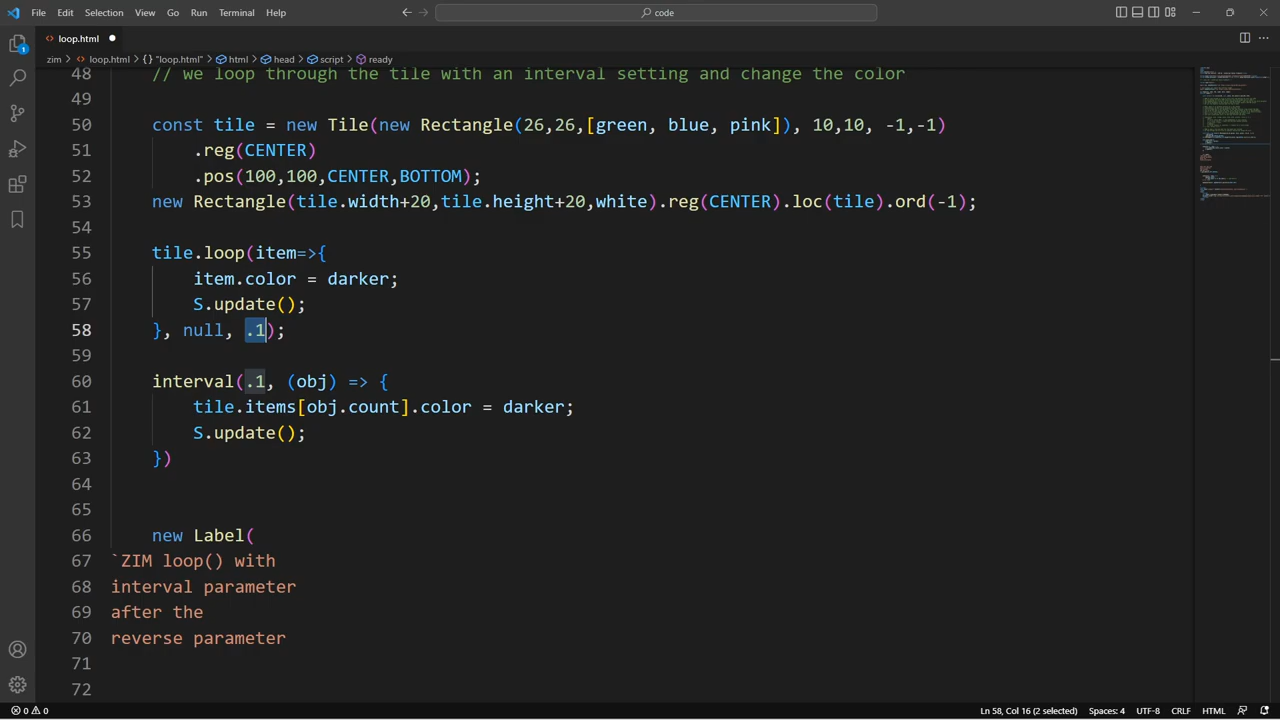 File Edit Selection View Go Run Terminal Help
code
loop.html
zim > loop.html > {} "loop.html" > html > head > script > ready
48 // we loop through the tile with an interval setting and change the color
49
50 const tile = new Tile(new Rectangle(26,26,[green, blue, pink]), 10,10, -1,-1)
51 .reg(CENTER)
52 .pos(100,100,CENTER,BOTTOM);
53 new Rectangle(tile.width+20,tile.height+20,white).reg(CENTER).loc(tile).ord(-1);
54
55 tile.loop(item=>{
56 item.color = darker;
57 S.update();
58 }, null, .1);
59
60 interval(.1, (obj) => {
61 tile.items[obj.count].color = darker;
62 S.update();
63 })
64
65
66 new Label(
67 `ZIM loop() with
68 interval parameter
69 after the
70 reverse parameter
71
72
0 0 Ln 58, Col 16 (2 selected) Spaces: 4 UTF-8 CRLF HTML